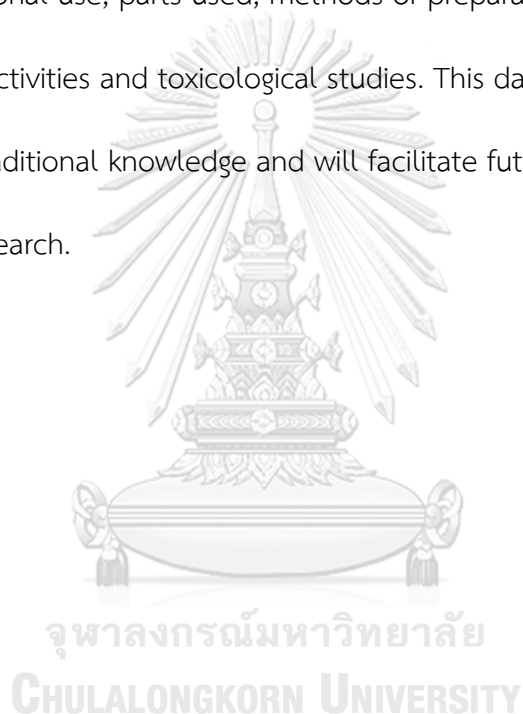 onal use, parts used, methods of prepara
ctivities and toxicological studies. This da
aditional knowledge and will facilitate fut
earch.
จุฬาลงกรณ์มหาวิทยาลัย
CHULALONGKORN UNIVERSITY